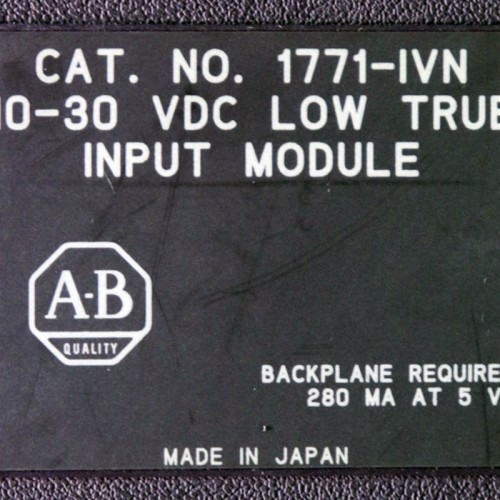 CAT. NO. 1771-IVN
10-30 VDC LOW TRUE
INPUT MODULE
A-B
QUALITY
BACKPLANE REQUIRE
280 MA AT 5 V
MADE IN JAPAN